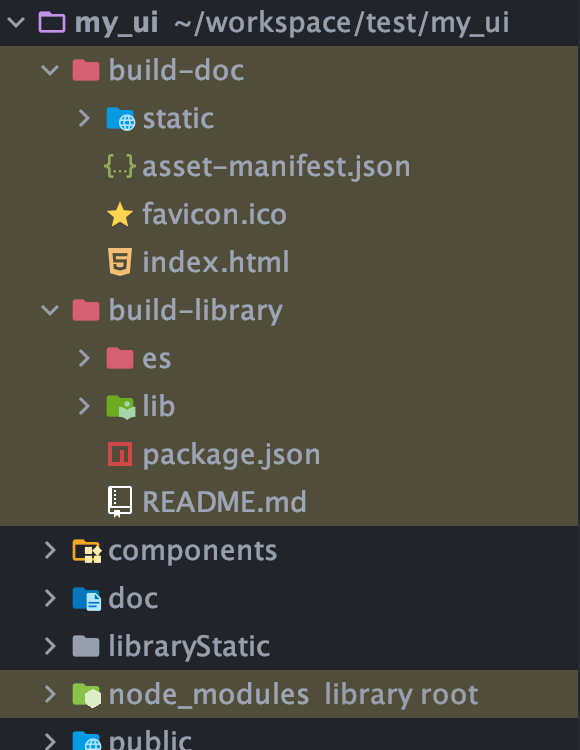 my_ui ~/workspace/test/my_ui
build-doc
static
asset-manifest.json
favicon.ico
index.html
build-library
es
lib
package.json
README.md
components
doc
libraryStatic
node_modules library root
public